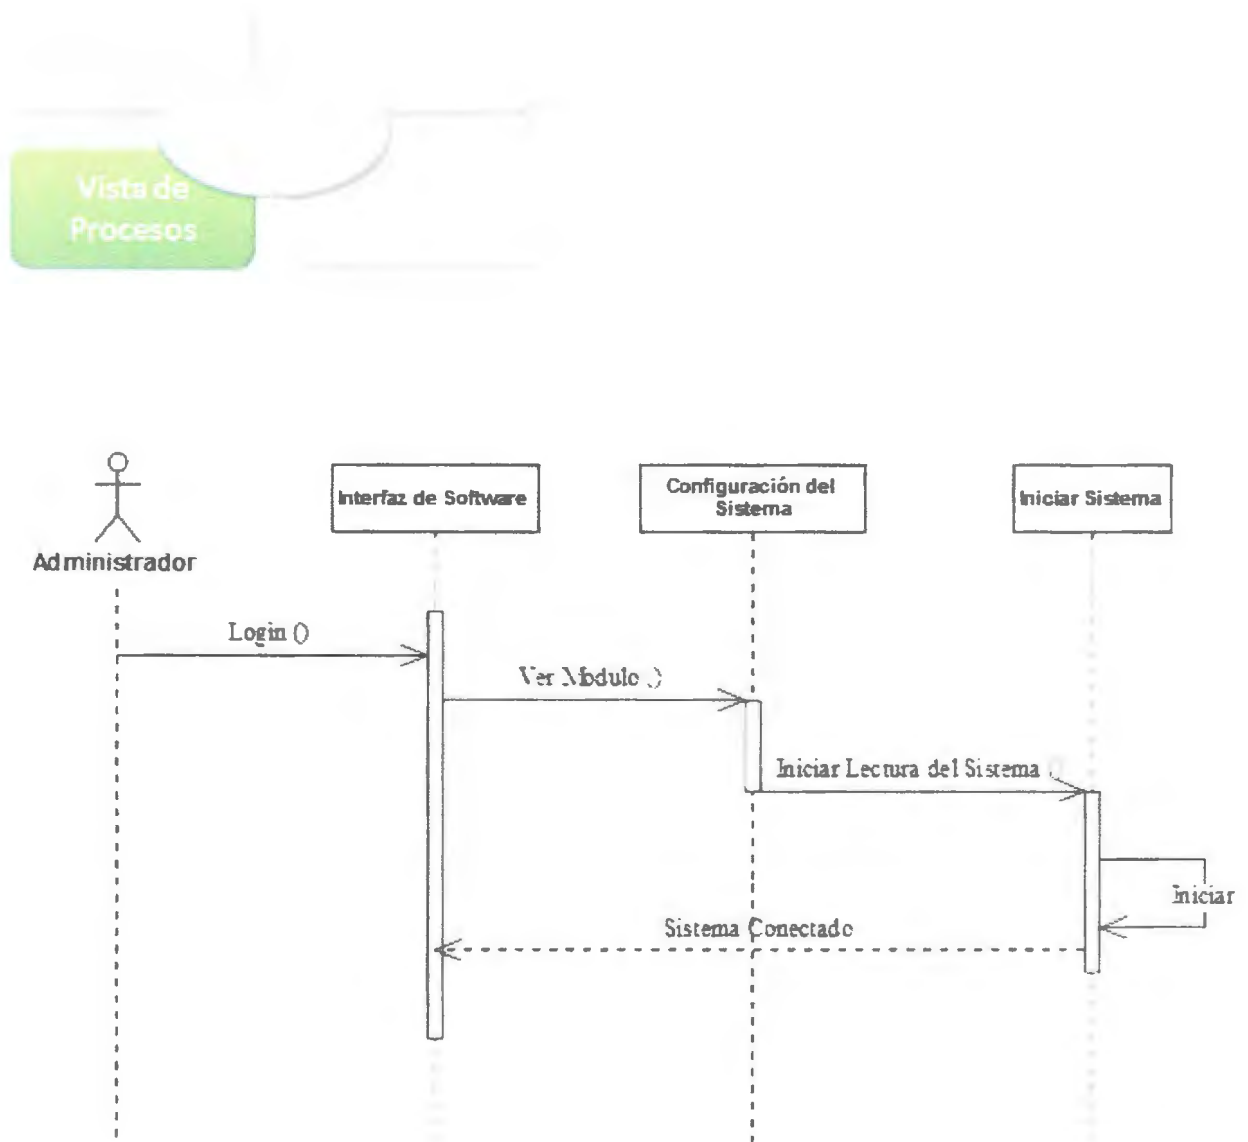 Vista de
Procesos
Administrador
Interfaz de Software
Configuración del
Sistema
Iniciar Sistema
Login ()
Ver Modulo ()
Iniciar Lectura del Sistema ()
Iniciar
Sistema Conectado